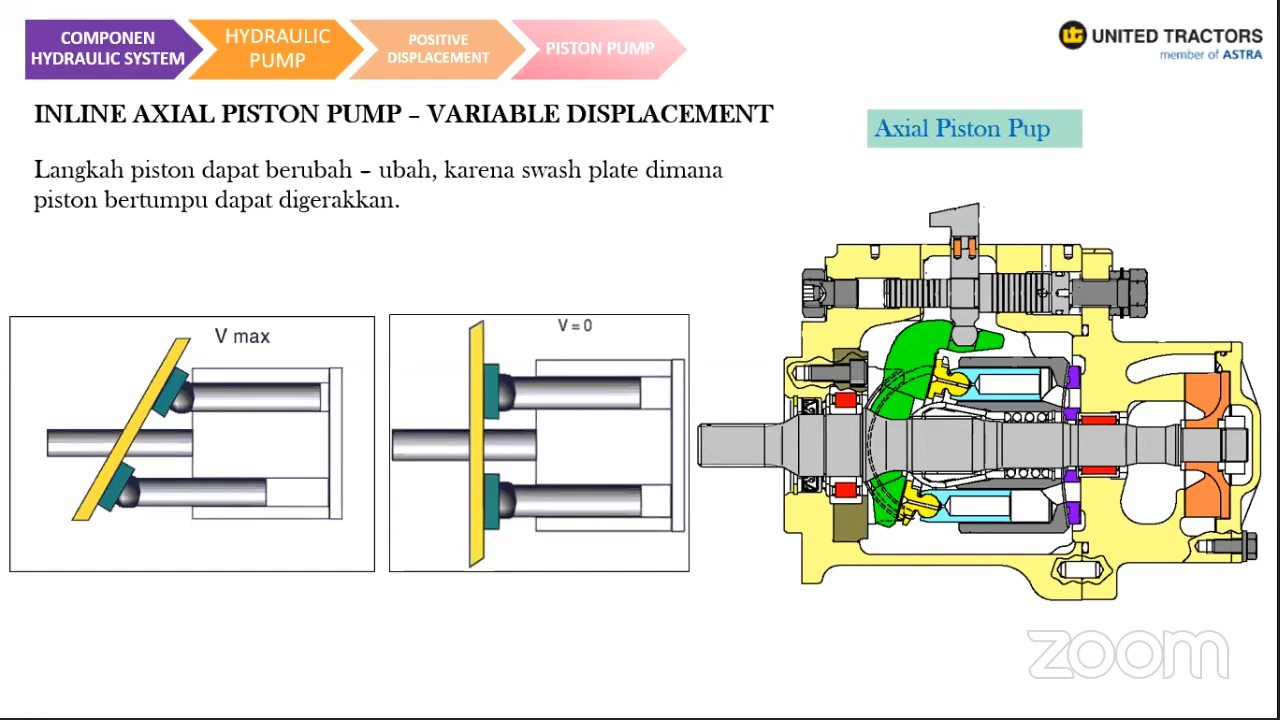 COMPONEN
HYDRAULIC SYSTEM
HYDRAULIC
PUMP
POSITIVE
DISPLACEMENT
PISTON PUMP
UNITED TRACTORS
member of ASTRA
INLINE AXIAL PISTON PUMP – VARIABLE DISPLACEMENT
Axial Piston Pup
Langkah piston dapat berubah – ubah, karena swash plate dimana
piston bertumpu dapat digerakkan.
V max
V = 0
zoom